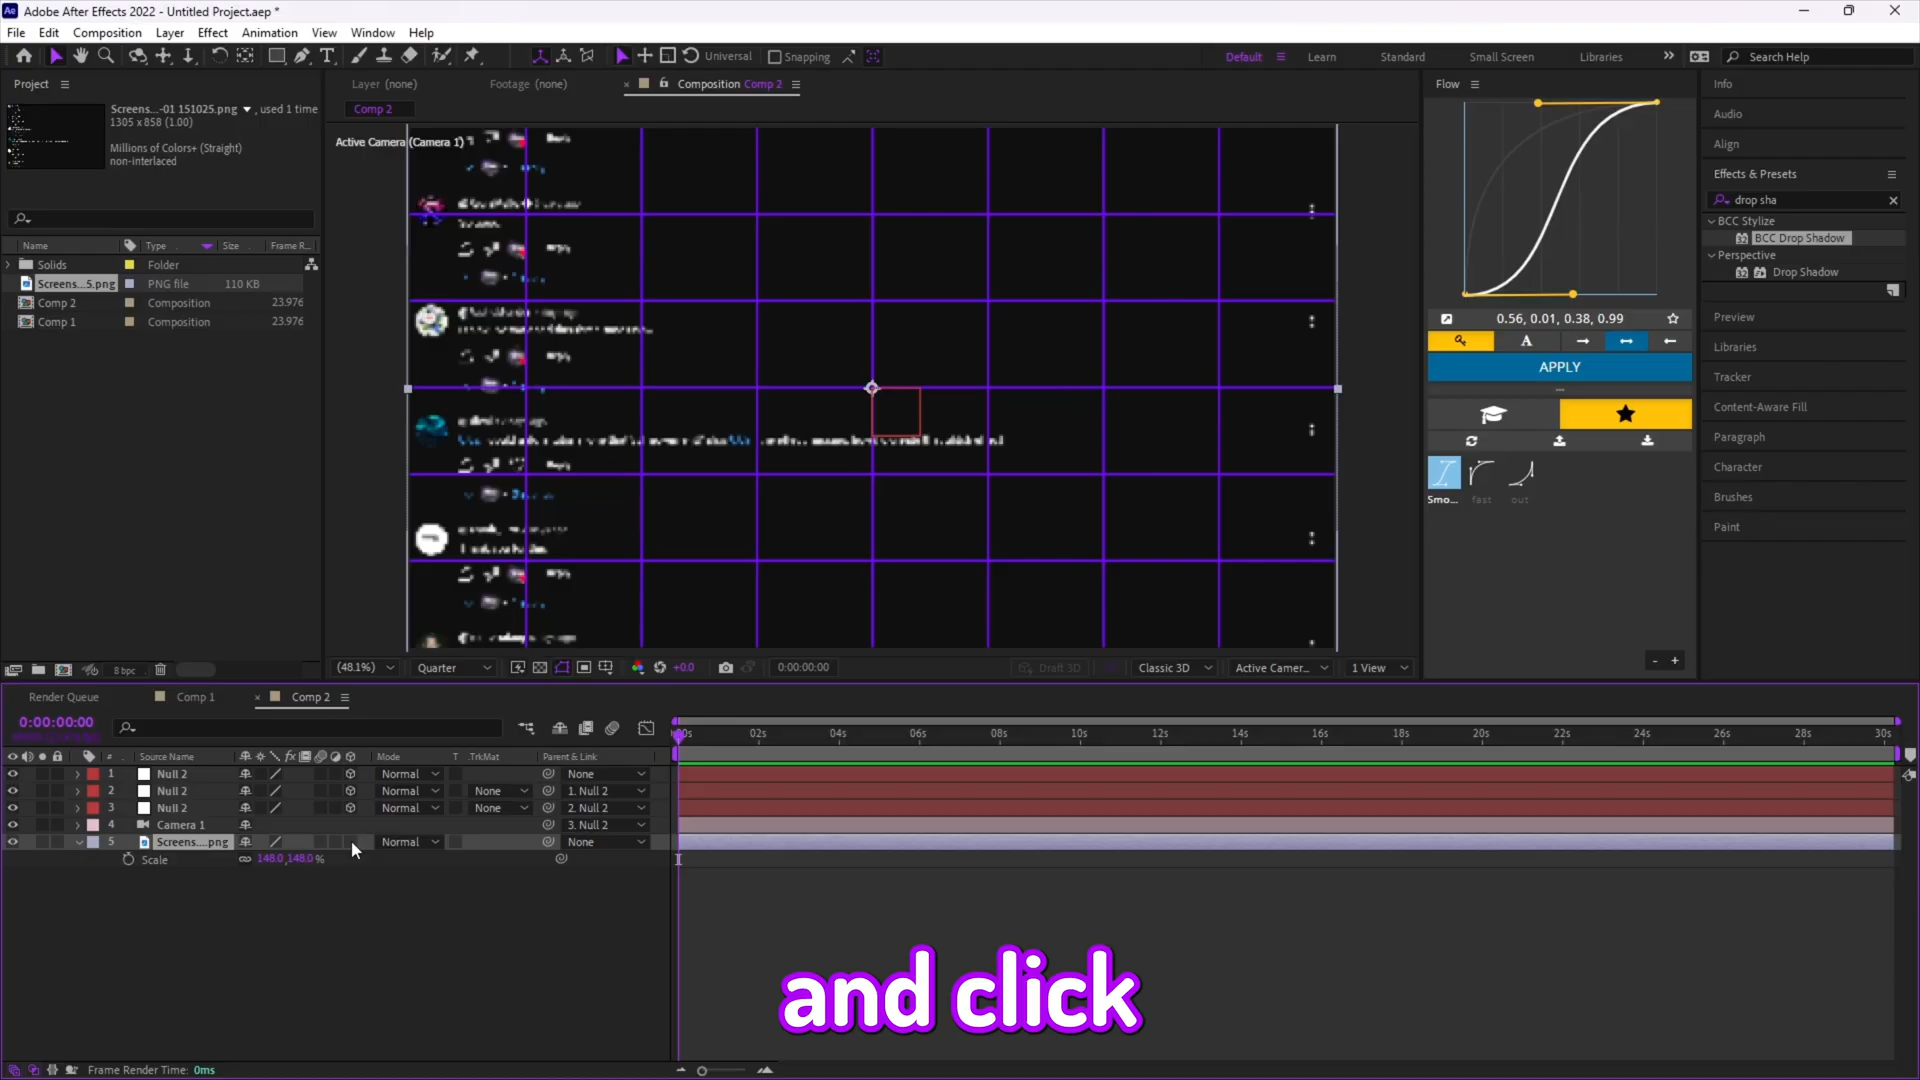 Adobe After Effects 2022 - Untitled Project.aep *
File Edit Composition Layer Effect Animation View Window Help
Universal Snapping Default Learn Standard Small Screen Libraries Search Help
Project
Screens...-01 151025.png , used 1 time
1305 x 858 (1.00)
Millions of Colors+ (Straight)
non-interlaced
Name Type Size Frame R...
Solids Folder
Screens...5.png PNG file 110 KB
Comp 2 Composition 23.976
Comp 1 Composition 23.976
8 bpc
Layer (none) Footage (none) Composition Comp 2
Comp 2
Active Camera (Camera 1)
(48.1%) Quarter +0.0 0:00:00:00 Draft 3D Classic 3D Active Camer... 1 View
Flow
0.56, 0.01, 0.38, 0.99
A
APPLY
Smo... fast out
- +
Info
Audio
Align
Effects & Presets
drop sha
BCC Stylize
32 BCC Drop Shadow
Perspective
32 Drop Shadow
Preview
Libraries
Tracker
Content-Aware Fill
Paragraph
Character
Brushes
Paint
Render Queue Comp 1 Comp 2
0:00:00:00
02s 04s 06s 08s 10s 12s 14s 16s 18s 20s 22s 24s 26s 28s 30s
# Source Name fx Mode T .TrkMat Parent & Link
1 Null 2 Normal None
2 Null 2 Normal None 1. Null 2
3 Null 2 Normal None 2. Null 2
4 Camera 1 3. Null 2
5 Screens....png Normal None
Scale 148.0,148.0 %
and click
Frame Render Time: 0ms